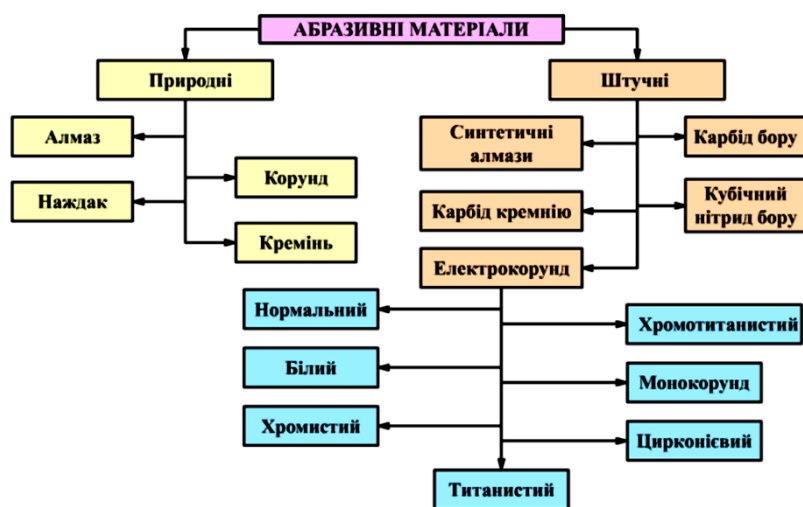 АБРАЗИВНІ МАТЕРІАЛИ
Природні
Штучні
Алмаз
Наждак
Корунд
Кремінь
Синтетичні
алмази
Карбід бору
Карбід кремнію
Кубічний
нітрид бору
Електрокорунд
Нормальний
Хромотитанистий
Білий
Монокорунд
Хромистий
Цирконієвий
Титанистий